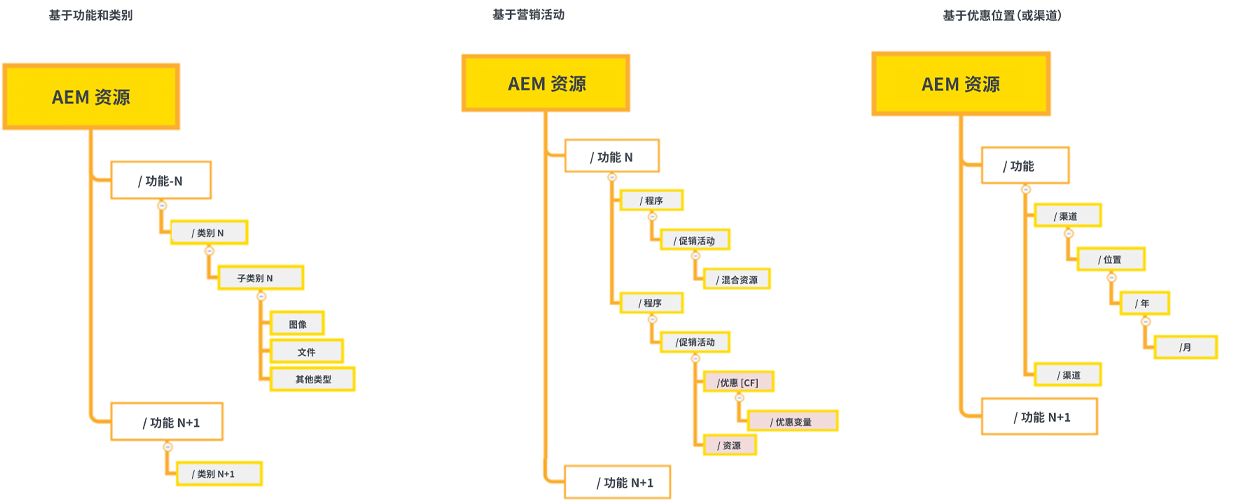 基于功能和类别
AEM 资源
/ 功能-N
/ 类别 N
子类别 N
图像
文件
其他类型
/ 功能 N+1
/ 类别 N+1
基于营销活动
AEM 资源
/ 功能 N
/ 程序
/ 促销活动
/ 混合资源
/ 程序
/促销活动
/优惠 [CF]
/ 优惠变量
/ 资源
/ 功能 N+1
基于优惠位置(或渠道)
AEM 资源
/ 功能
/ 渠道
/ 位置
/ 年
/月
/ 渠道
/ 功能 N+1